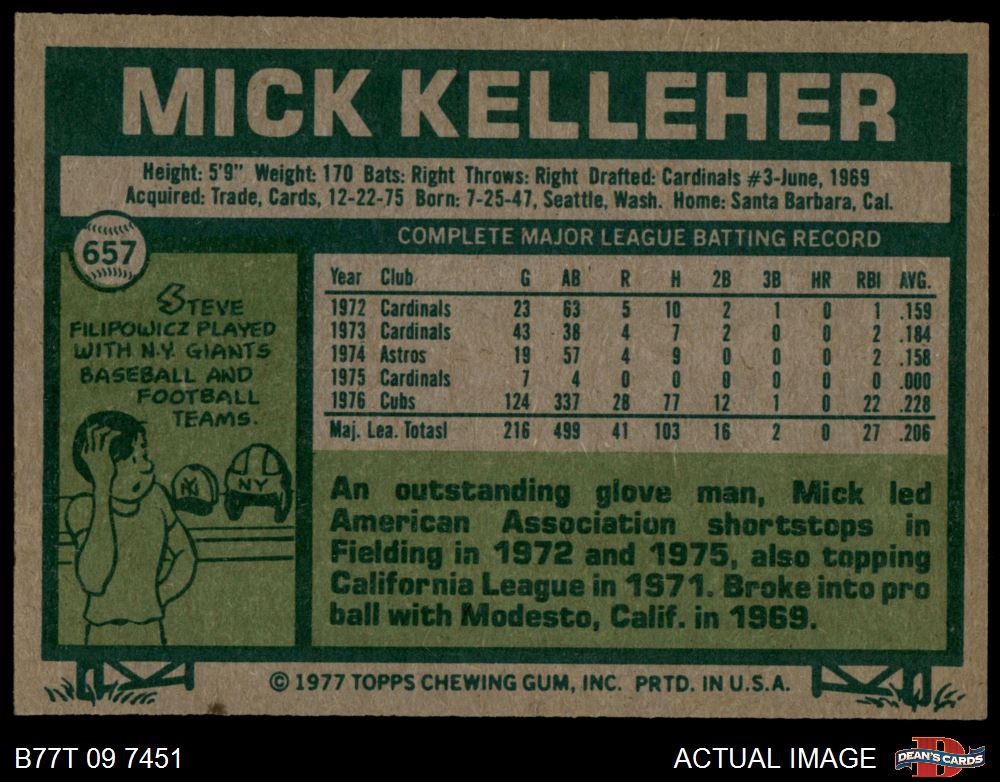 MICK KELLEHER
Height: 5'9" Weight: 170 Bats: Right Throws: Right Drafted: Cardinals #3-June, 1969
Acquired: Trade, Cards, 12-22-75 Born: 7-25-47, Seattle, Wash. Home: Santa Barbara, Cal.
657
STEVE
FILIPOWICZ PLAYED
WITH N.Y. GIANTS
BASEBALL AND
FOOTBALL
TEAMS.
NY
NY
COMPLETE MAJOR LEAGUE BATTING RECORD
Year Club G AB R H 2B 3B HR RBI AVG.
1972 Cardinals 23 63 5 10 2 1 0 1 .159
1973 Cardinals 43 38 4 7 2 0 0 2 .184
1974 Astros 19 57 4 9 0 0 0 2 .158
1975 Cardinals 7 4 0 0 0 0 0 0 .000
1976 Cubs 124 337 28 77 12 1 0 22 .228
Maj. Lea. Totasl 216 499 41 103 16 2 0 27 .206
An outstanding glove man, Mick led
American Association shortstops in
Fielding in 1972 and 1975, also topping
California League in 1971. Broke into pro
ball with Modesto, Calif. in 1969.
© 1977 TOPPS CHEWING GUM, INC. PRTD. IN U.S.A.
B77T 09 7451
ACTUAL IMAGE
D
DEAN'S CARDS